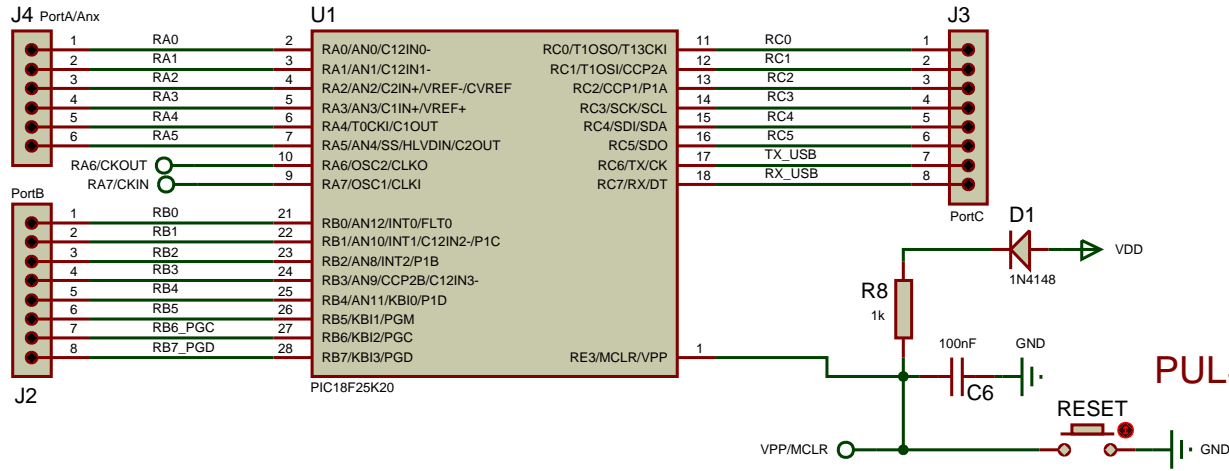 J4 PortA/Anx
U1
J3
1 RA0 2 RA0/AN0/C12IN0- RC0/T1OSO/T13CKI 11 RC0 1
2 RA1 3 RA1/AN1/C12IN1- RC1/T1OSI/CCP2A 12 RC1 2
3 RA2 4 RA2/AN2/C2IN+/VREF-/CVREF RC2/CCP1/P1A 13 RC2 3
4 RA3 5 RA3/AN3/C1IN+/VREF+ RC3/SCK/SCL 14 RC3 4
5 RA4 6 RA4/T0CKI/C1OUT RC4/SDI/SDA 15 RC4 5
6 RA5 7 RA5/AN4/SS/HLVDIN/C2OUT RC5/SDO 16 RC5 6
RA6/CKOUT 10 RA6/OSC2/CLKO RC6/TX/CK 17 TX_USB 7
RA7/CKIN 9 RA7/OSC1/CLKI RC7/RX/DT 18 RX_USB 8
PortB
PortC
1 RB0 21 RB0/AN12/INT0/FLT0
2 RB1 22 RB1/AN10/INT1/C12IN2-/P1C
3 RB2 23 RB2/AN8/INT2/P1B
4 RB3 24 RB3/AN9/CCP2B/C12IN3-
5 RB4 25 RB4/AN11/KBI0/P1D
6 RB5 26 RB5/KBI1/PGM
7 RB6_PGC 27 RB6/KBI2/PGC
8 RB7_PGD 28 RB7/KBI3/PGD RE3/MCLR/VPP 1
J2
PIC18F25K20
D1
VDD
1N4148
R8
1k
100nF
GND
C6
PUL
RESET
VPP/MCLR
GND